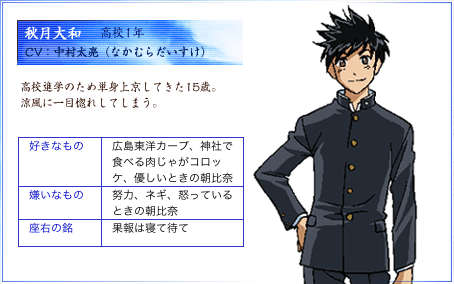 秋月大和 高校1年
CV：中村太亮（なかむらだいすけ）
高校進学のため単身上京してきた15歳。
涼風に一目惚れしてしまう。
好きなもの 広島東洋カープ、神社で
食べる肉じゃがコロッ
ケ、優しいときの朝比奈
嫌いなもの 努力、ネギ、怒っている
ときの朝比奈
座右の銘 果報は寝て待て